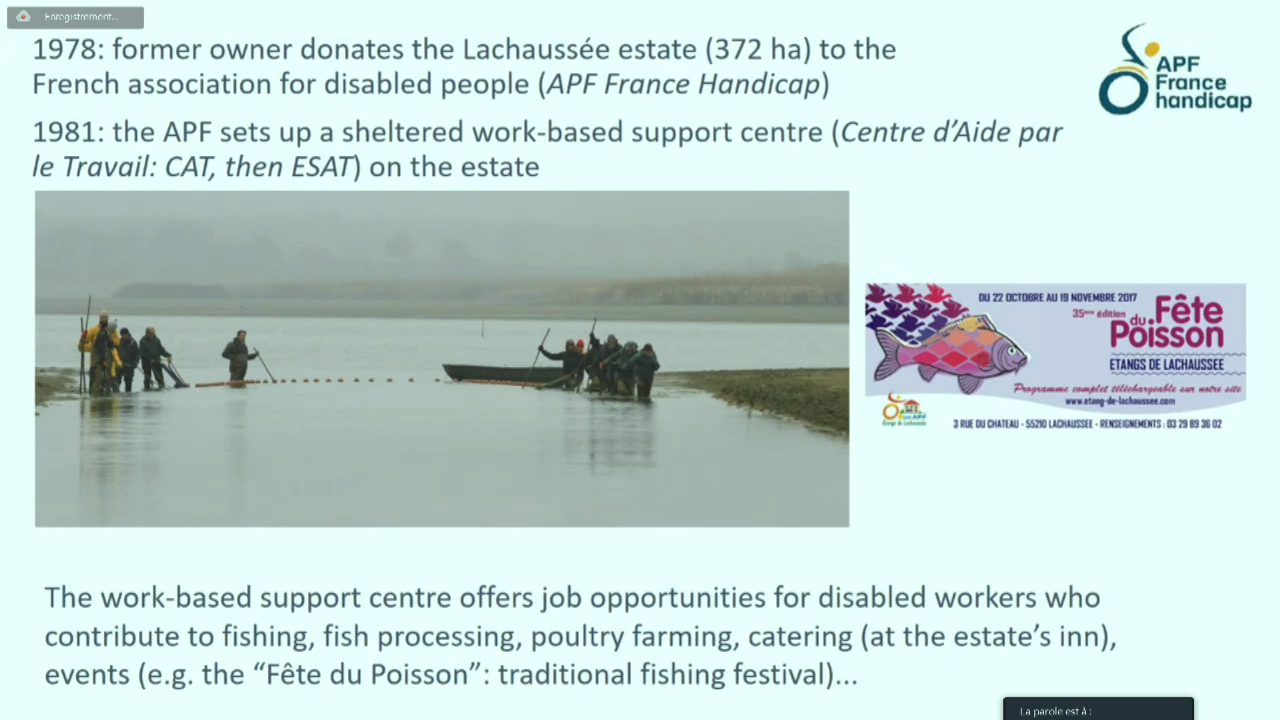 Enregistrement...
1978: former owner donates the Lachaussée estate (372 ha) to the
French association for disabled people (APF France Handicap)
APF
France
handicap
1981: the APF sets up a sheltered work-based support centre (Centre d'Aide par
le Travail: CAT, then ESAT) on the estate
DU 22 OCTOBRE AU 19 NOVEMBRE 2017
35ème édition
Fête
du Poisson
ETANGS DE LACHAUSSEE
Programme complet téléchargeable sur notre site
www.etang-de-lachaussee.com
3 RUE DU CHATEAU - 55210 LACHAUSSEE - RENSEIGNEMENTS : 03 29 89 36 02
The work-based support centre offers job opportunities for disabled workers who
contribute to fishing, fish processing, poultry farming, catering (at the estate's inn),
events (e.g. the “Fête du Poisson”: traditional fishing festival)...
La parole est à :